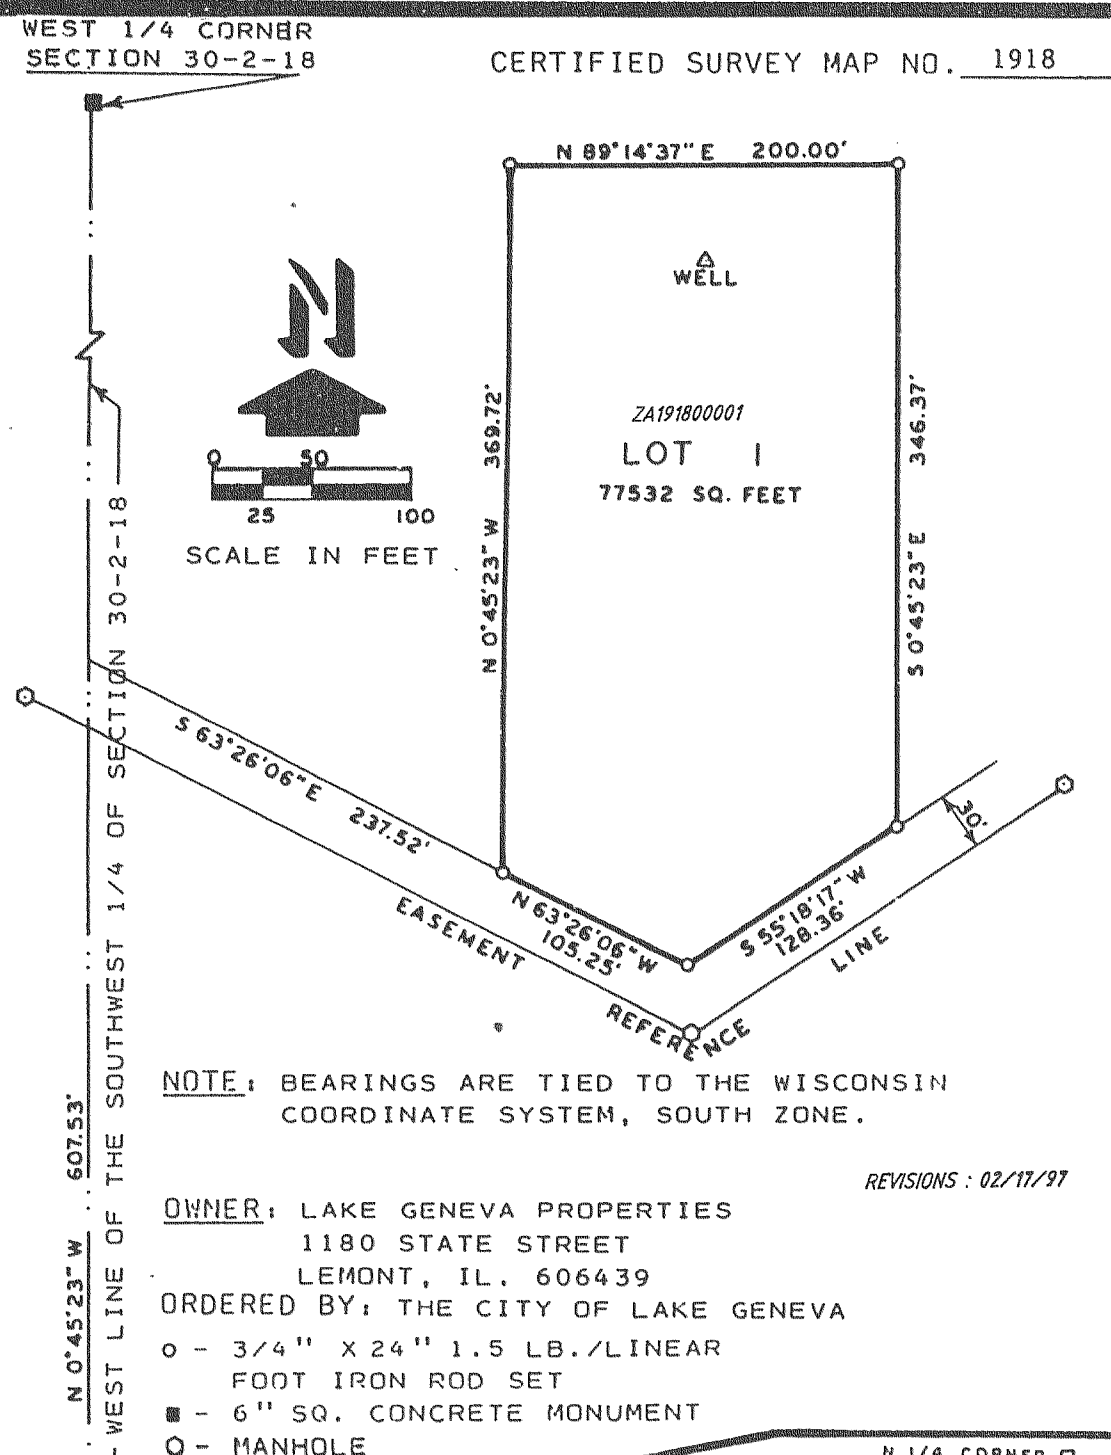 WEST 1/4 CORNER
SECTION 30-2-18
CERTIFIED SURVEY MAP NO. 1918
N 89°14'37" E 200.00'
WELL
ZA191800001
LOT 1
77532 SQ. FEET
N 0°45'23" W 369.72'
S 0°45'23" E 346.37'
N
0 50
25 100
SCALE IN FEET
S 63°26'06" E 237.52'
N 63°26'06" W
105.25'
S 55°18'17" W
128.36'
30'
EASEMENT REFERENCE LINE
N 0°45'23" W 607.53'
WEST LINE OF THE SOUTHWEST 1/4 OF SECTION 30-2-18
NOTE: BEARINGS ARE TIED TO THE WISCONSIN
COORDINATE SYSTEM, SOUTH ZONE.
REVISIONS : 02/17/97
OWNER: LAKE GENEVA PROPERTIES
1180 STATE STREET
LEMONT, IL. 606439
ORDERED BY: THE CITY OF LAKE GENEVA
O - 3/4" X 24" 1.5 LB./LINEAR
FOOT IRON ROD SET
■ - 6" SQ. CONCRETE MONUMENT
O - MANHOLE
N 1/4 CORNER